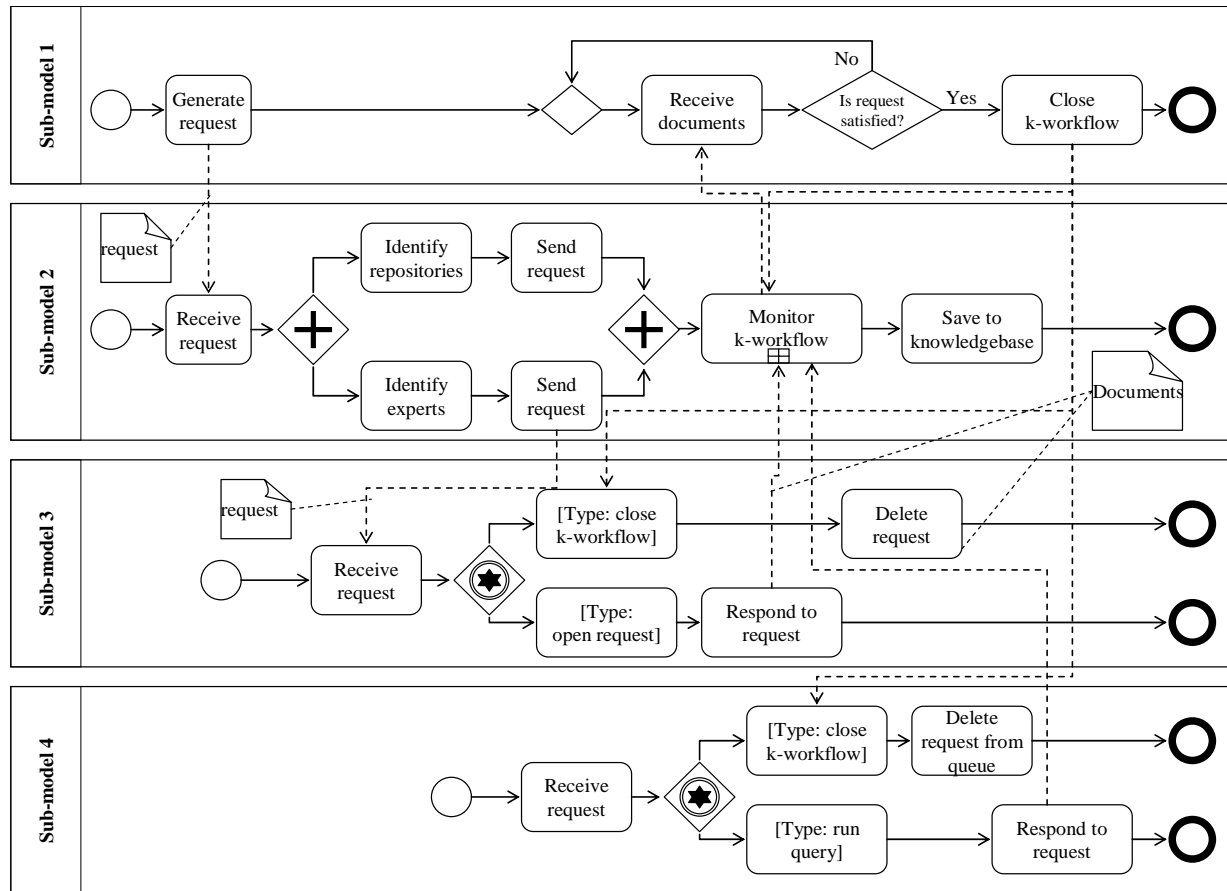 Sub-model 1
Generate
request
Receive
documents
No
Is request
satisfied?
Yes
Close
k-workflow
Sub-model 2
request
Receive
request
Identify
repositories
Send
request
Identify
experts
Send
request
Monitor
k-workflow
Save to
knowledgebase
Documents
Sub-model 3
request
Receive
request
[Type: close
k-workflow]
Delete
request
[Type:
open request]
Respond to
request
Sub-model 4
Receive
request
[Type: close
k-workflow]
Delete
request from
queue
[Type: run
query]
Respond to
request